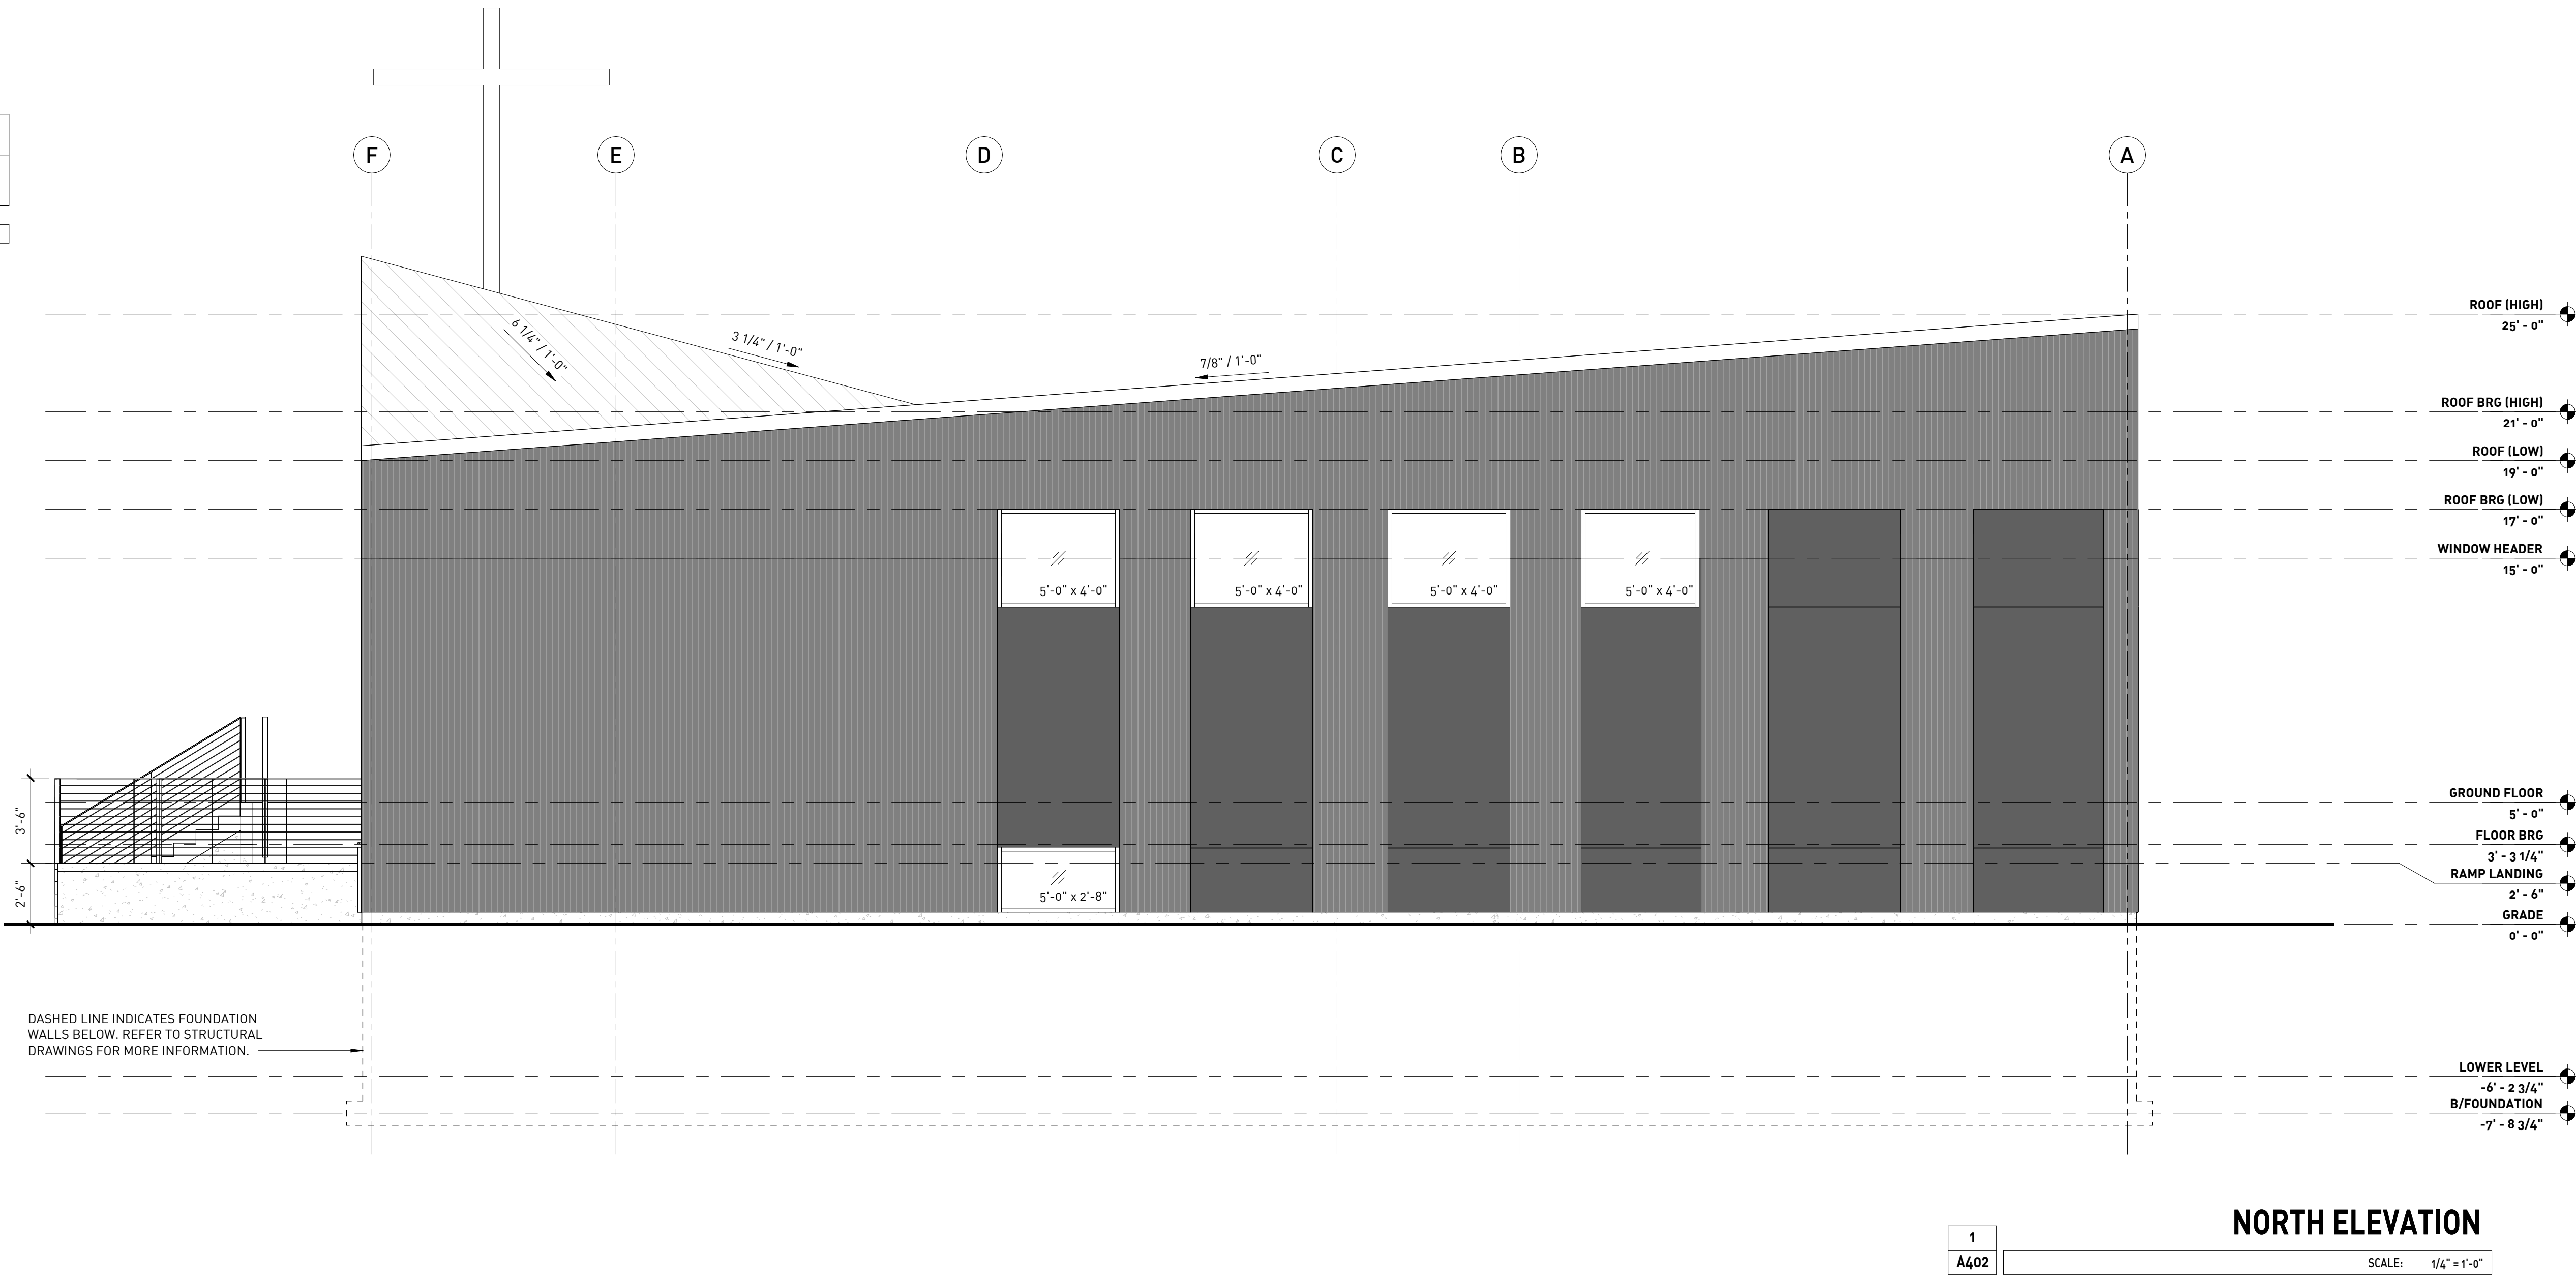 F
E
D
C
B
A
6 1/4" / 1'-0"
3 1/4" / 1'-0"
7/8" / 1'-0"
ROOF (HIGH)
25' - 0"
ROOF BRG (HIGH)
21' - 0"
ROOF (LOW)
19' - 0"
ROOF BRG (LOW)
17' - 0"
WINDOW HEADER
15' - 0"
5'-0" x 4'-0"
5'-0" x 4'-0"
5'-0" x 4'-0"
5'-0" x 4'-0"
GROUND FLOOR
5' - 0"
3'-6"
FLOOR BRG
3' - 3 1/4"
RAMP LANDING
2' - 6"
2'-6"
5'-0" x 2'-8"
GRADE
0' - 0"
DASHED LINE INDICATES FOUNDATION
WALLS BELOW. REFER TO STRUCTURAL
DRAWINGS FOR MORE INFORMATION.
LOWER LEVEL
-6' - 2 3/4"
B/FOUNDATION
-7' - 8 3/4"
NORTH ELEVATION
1
A402
SCALE: 1/4" = 1'-0"